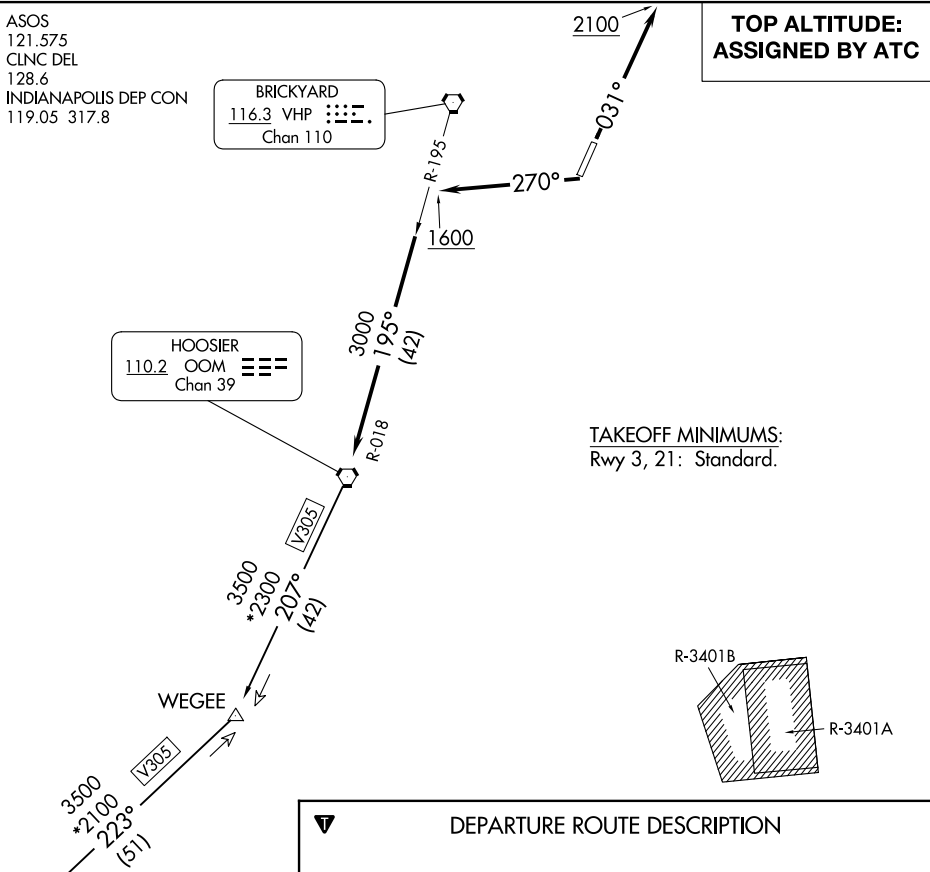 ASOS
121.575
CLNC DEL
128.6
INDIANAPOLIS DEP CON
119.05 317.8
BRICKYARD
116.3 VHP
Chan 110
2100
TOP ALTITUDE:
ASSIGNED BY ATC
031°
R-195
270°
1600
3000
195°
(42)
HOOSIER
110.2 OOM
Chan 39
R-018
TAKEOFF MINIMUMS:
Rwy 3, 21: Standard.
V305
3500
*2300
207°
(42)
WEGEE
R-3401B
R-3401A
V305
3500
*2100
223°
(51)
T
DEPARTURE ROUTE DESCRIPTION